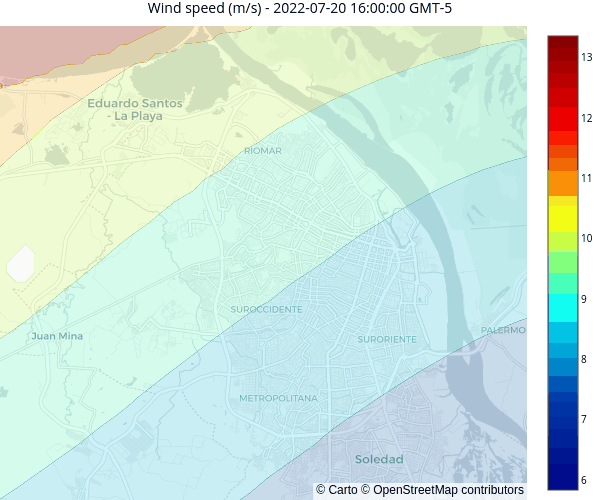 Wind speed (m/s) - 2022-07-20 16:00:00 GMT-5
Eduardo Santos
- La Playa
RIOMAR
SUROCCIDENTE
Juan Mina
SURORIENTE
PALERMO
METROPOLITANA
Soledad
© Carto © OpenStreetMap contributors
13
12
11
10
9
8
7
6